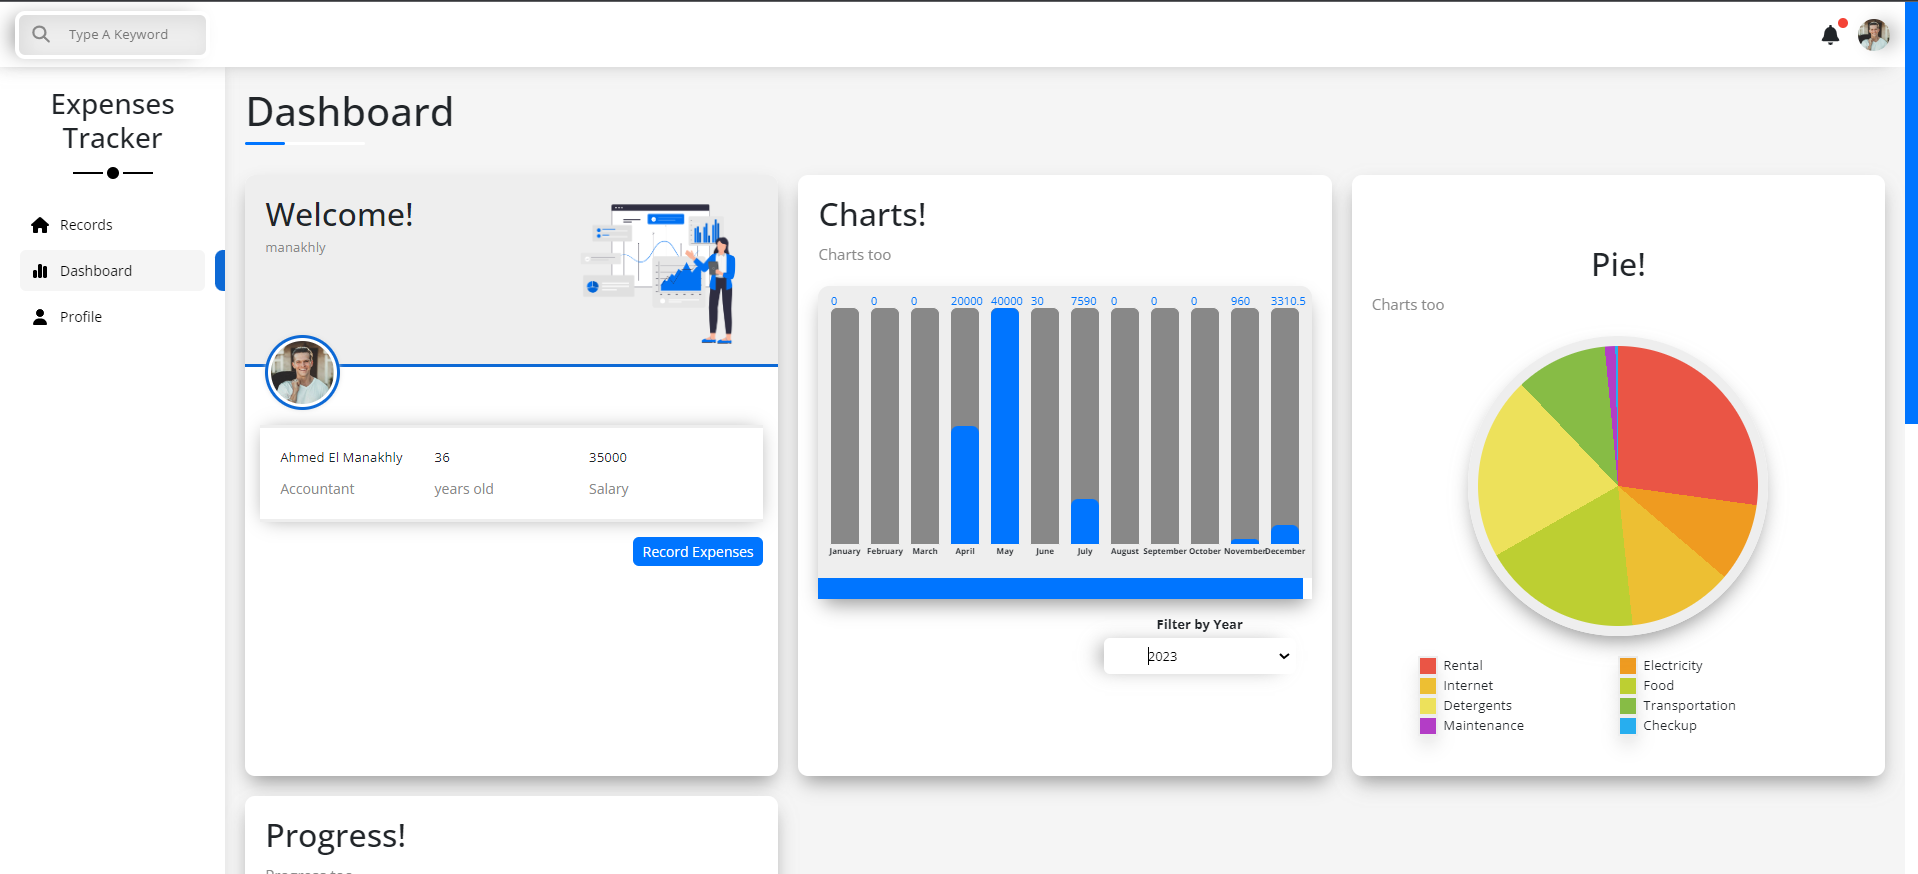 Type A Keyword
Expenses
Tracker
Records
Dashboard
Profile
Dashboard
Welcome!
manakhly
Ahmed El Manakhly 36 35000
Accountant years old Salary
Record Expenses
Charts!
Charts too
0 0 0 20000 40000 30 7590 0 0 0 960 3310.5
January February March April May June July August September October November December
Filter by Year
2023
Pie!
Charts too
Rental Electricity
Internet Food
Detergents Transportation
Maintenance Checkup
Progress!
Progress too